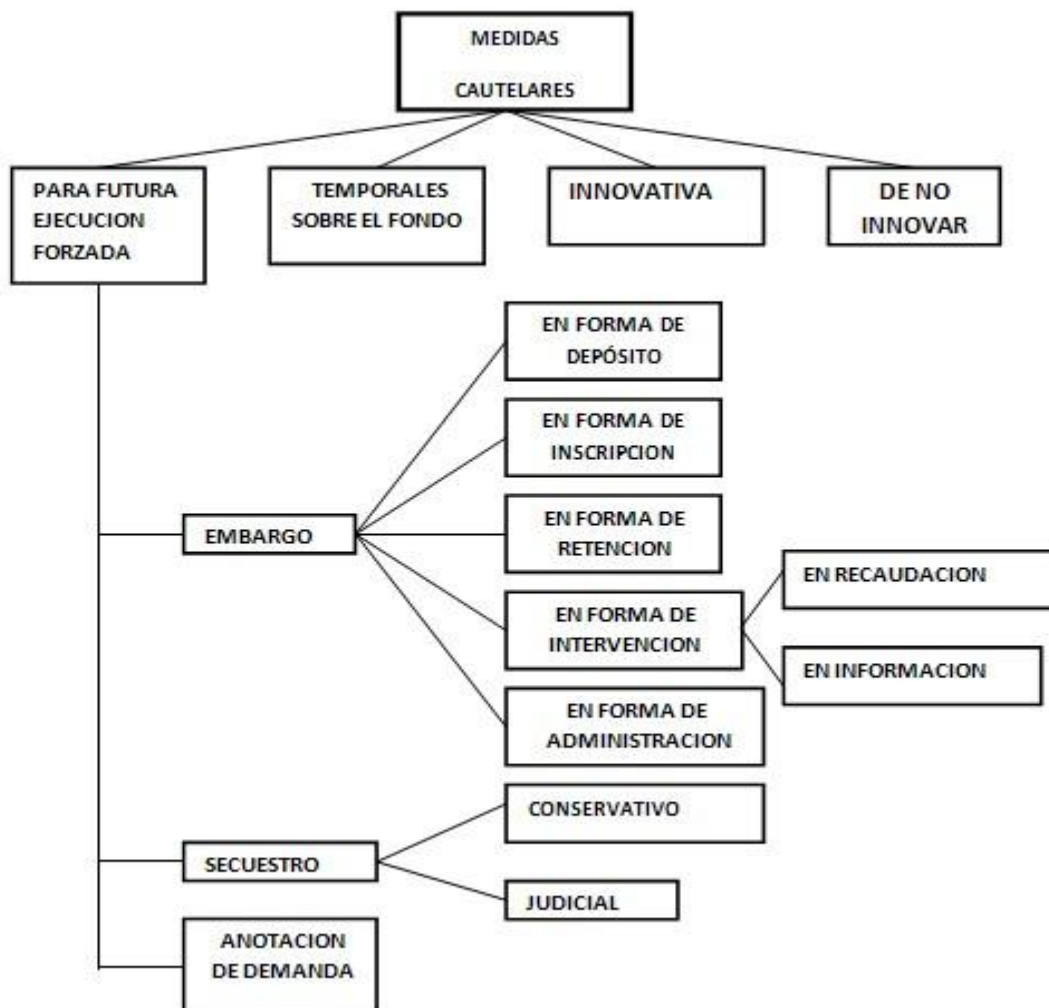 MEDIDAS
CAUTELARES
PARA FUTURA
EJECUCION
FORZADA
TEMPORALES
SOBRE EL FONDO
INNOVATIVA
DE NO
INNOVAR
EN FORMA DE
DEPÓSITO
EN FORMA DE
INSCRIPCION
EMBARGO
EN FORMA DE
RETENCION
EN FORMA DE
INTERVENCION
EN RECAUDACION
EN INFORMACION
EN FORMA DE
ADMINISTRACION
SECUESTRO
CONSERVATIVO
JUDICIAL
ANOTACION
DE DEMANDA